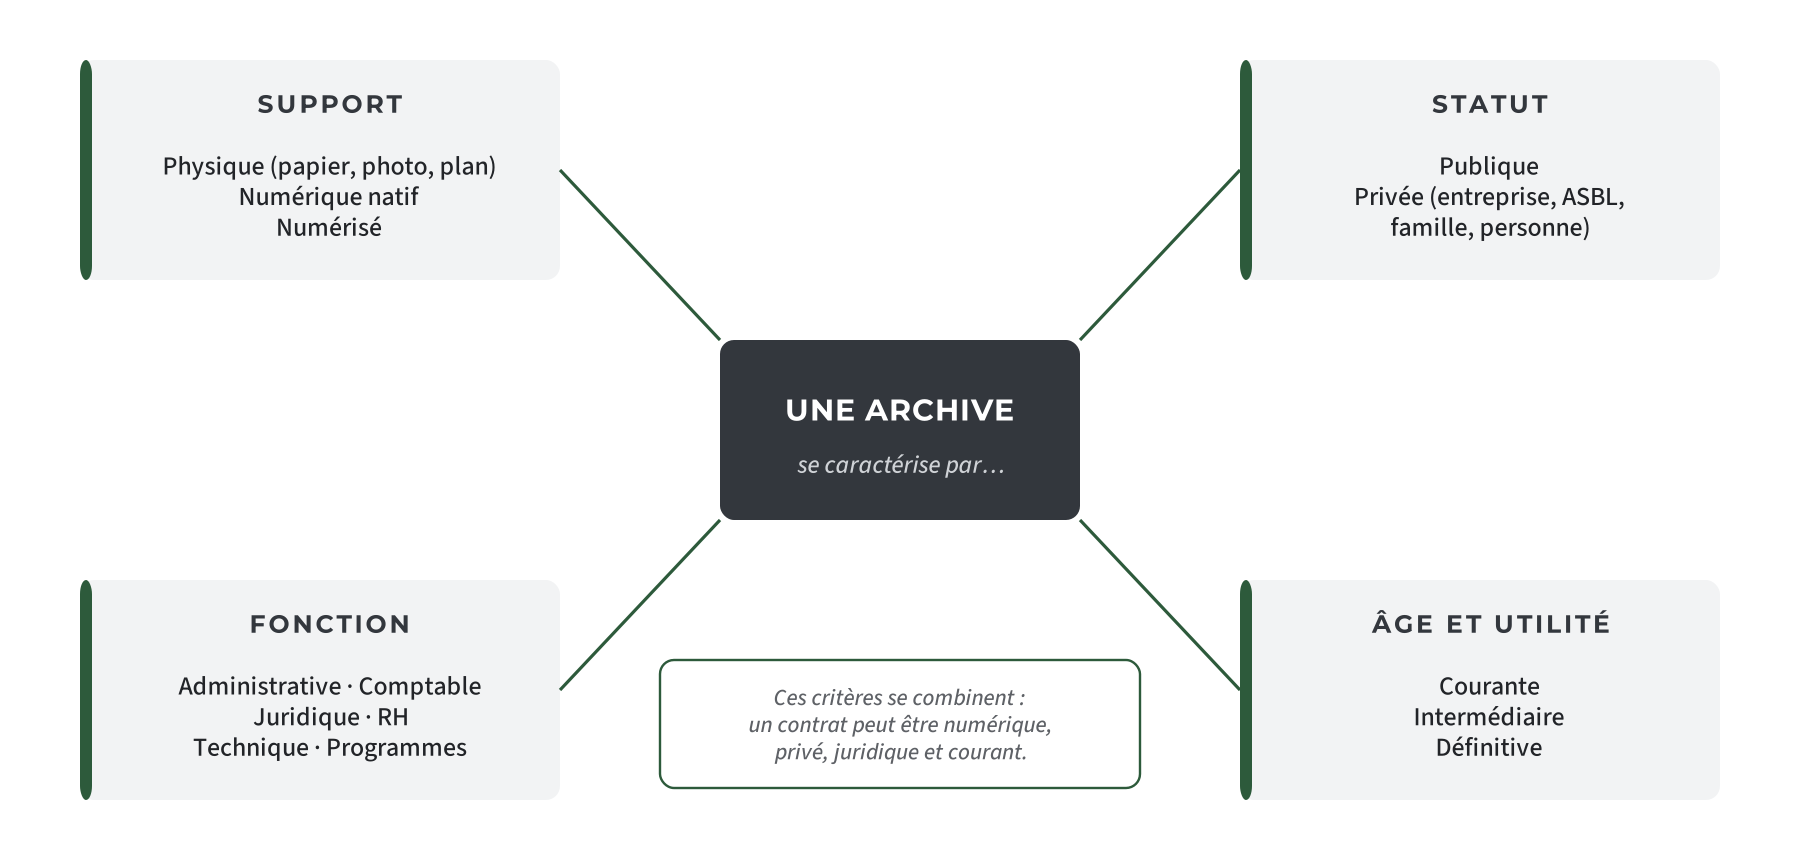 SUPPORT
Physique (papier, photo, plan)
Numérique natif
Numérisé
STATUT
Publique
Privée (entreprise, ASBL,
famille, personne)
UNE ARCHIVE
se caractérise par…
FONCTION
Administrative · Comptable
Juridique · RH
Technique · Programmes
Ces critères se combinent :
un contrat peut être numérique,
privé, juridique et courant.
ÂGE ET UTILITÉ
Courante
Intermédiaire
Définitive